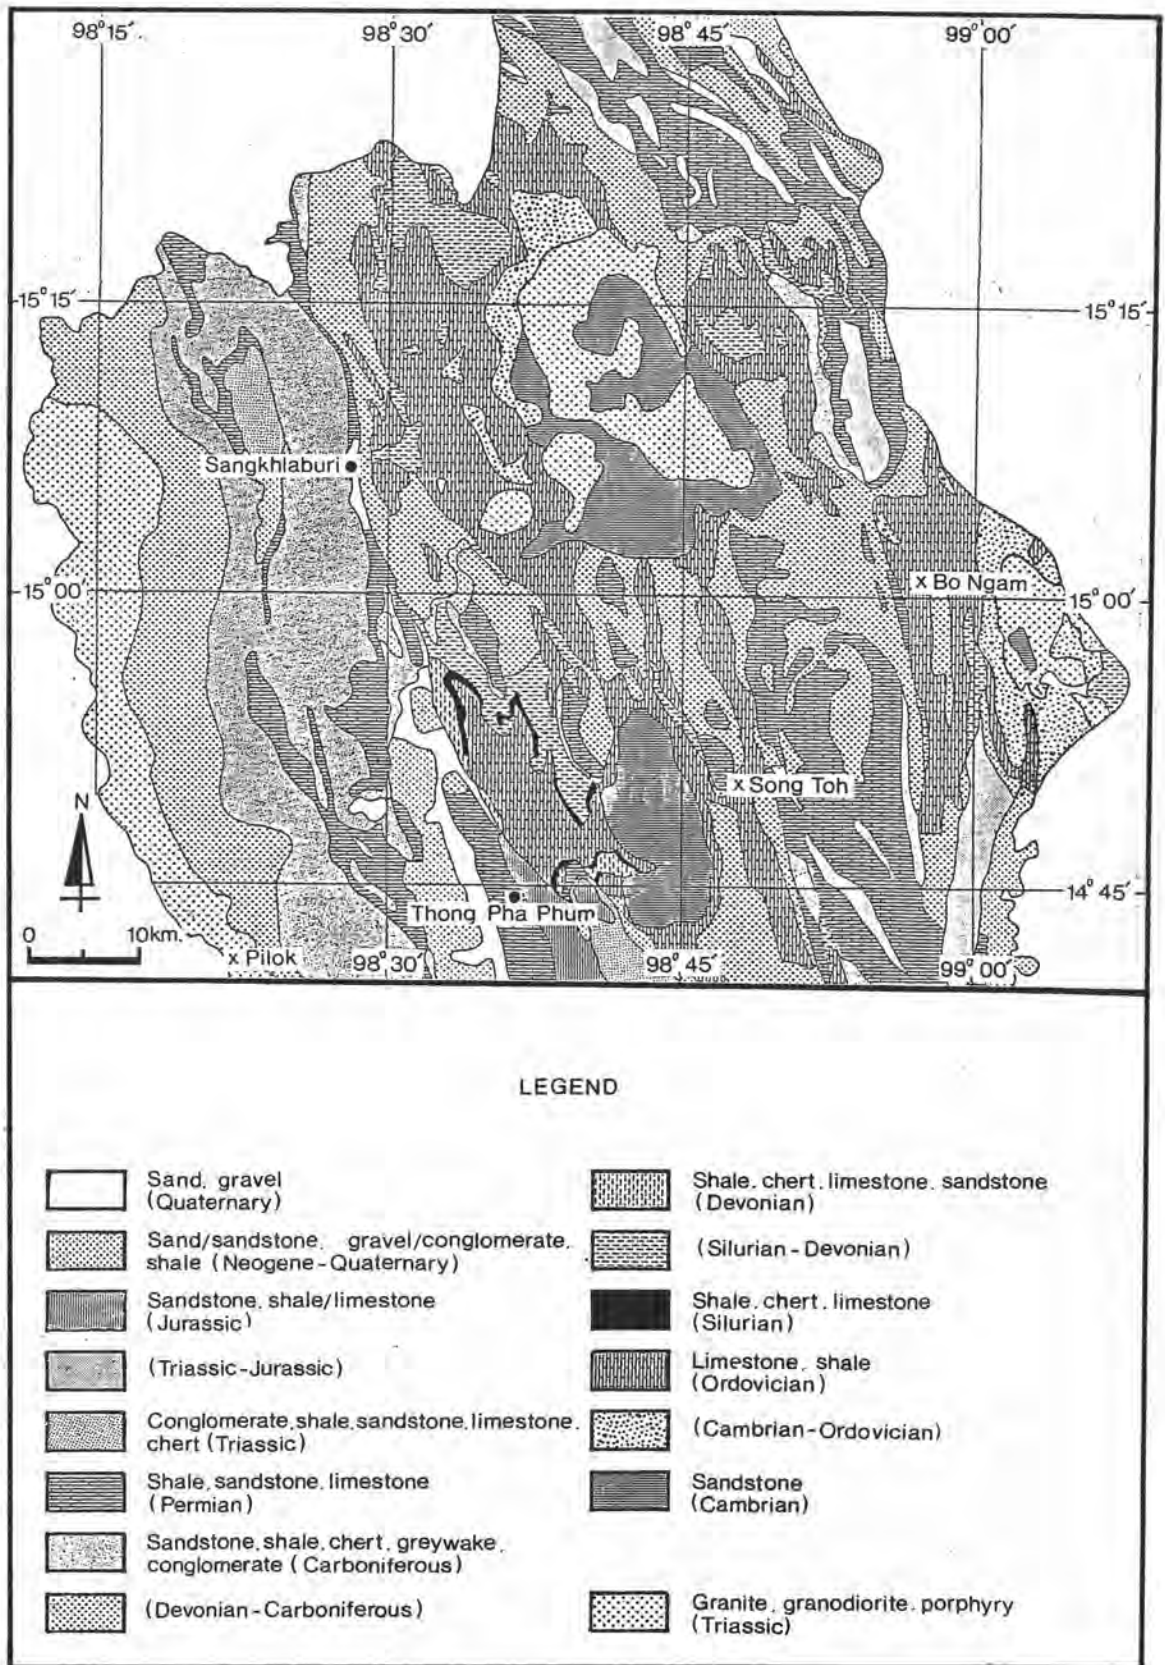 98°15′ 98°30′ 98°45′ 99°00′
15°15′ 15°15′
Sangkhlaburi
15°00′ x Bo Ngam 15°00′
x Song Toh
N
14°45′
Thong Pha Phum
0 10km.
x Pilok 98°30′ 98°45′ 99°00′
LEGEND
Sand, gravel
(Quaternary)
Sand/sandstone, gravel/conglomerate,
shale (Neogene-Quaternary)
Sandstone, shale/limestone
(Jurassic)
(Triassic-Jurassic)
Conglomerate, shale, sandstone, limestone,
chert (Triassic)
Shale, sandstone, limestone
(Permian)
Sandstone, shale, chert, greywake,
conglomerate (Carboniferous)
(Devonian-Carboniferous)
Shale, chert, limestone, sandstone
(Devonian)
(Silurian-Devonian)
Shale, chert, limestone
(Silurian)
Limestone, shale
(Ordovician)
(Cambrian-Ordovician)
Sandstone
(Cambrian)
Granite, granodiorite, porphyry
(Triassic)